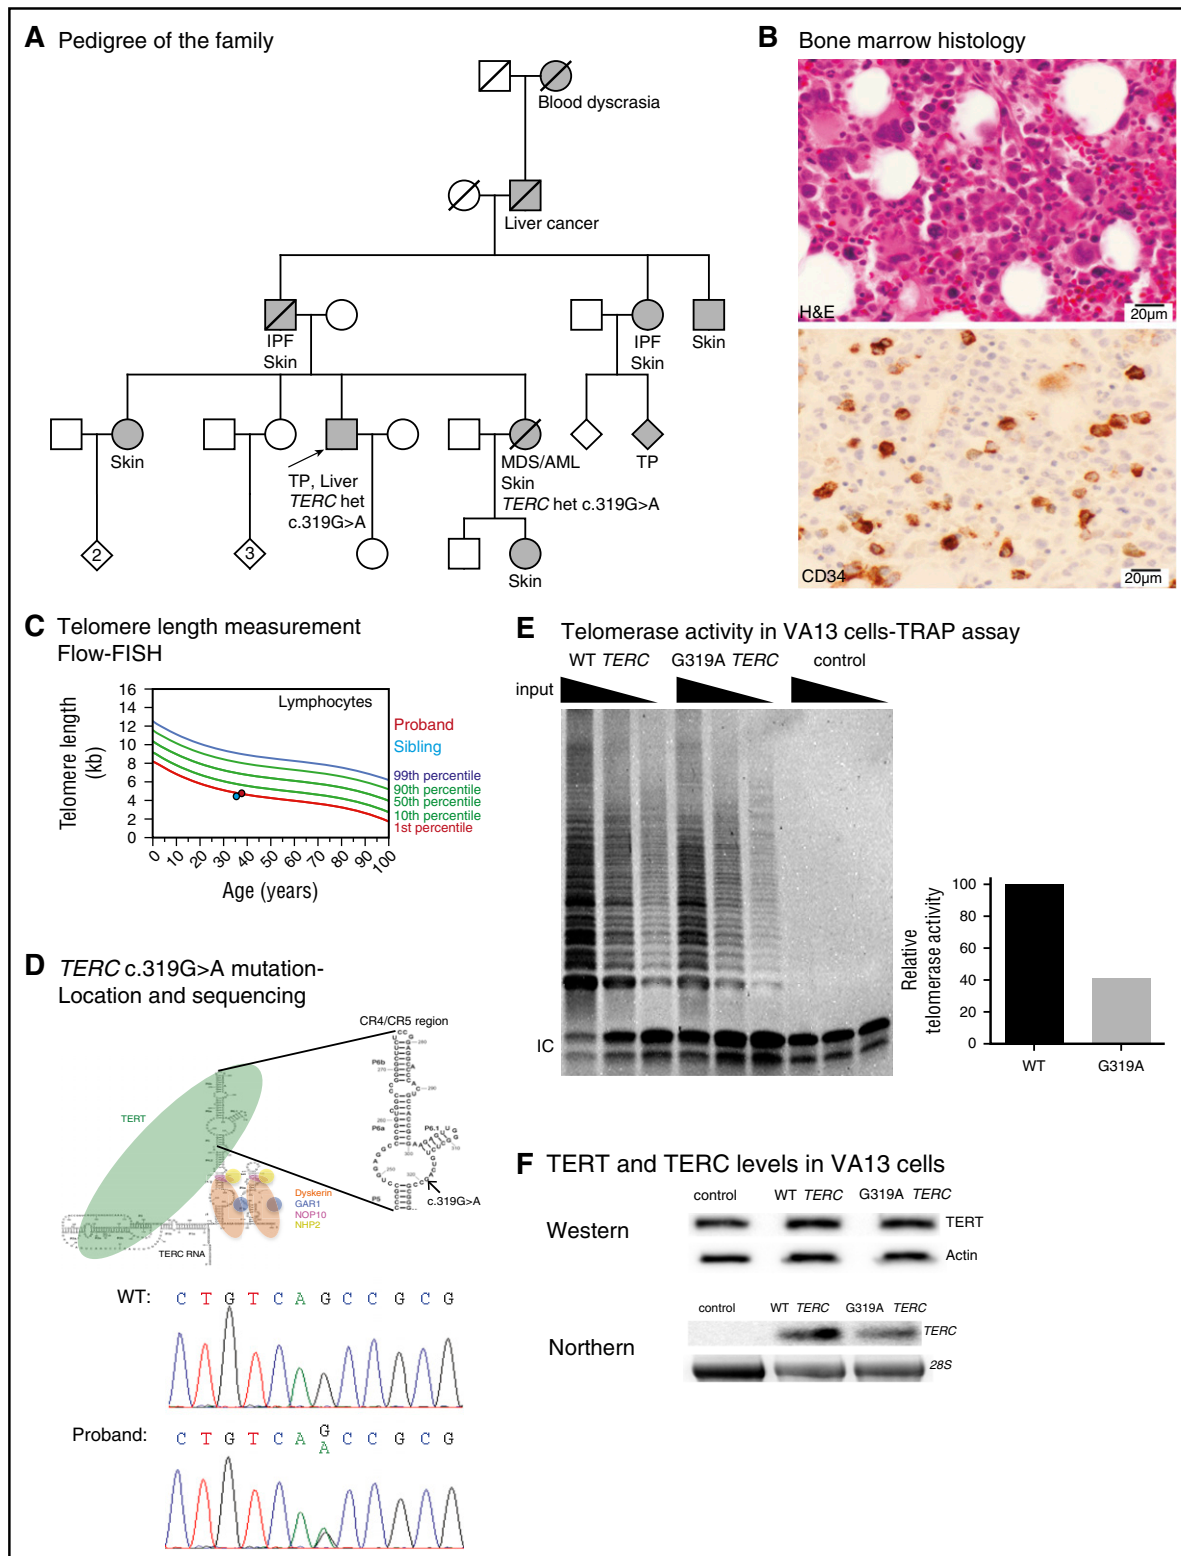 A Pedigree of the family
Blood dyscrasia
Liver cancer
IPF
Skin
IPF
Skin
Skin
Skin
TP, Liver
TERC het
c.319G>A
MDS/AML
Skin
TERC het c.319G>A
TP
2
3
Skin
B Bone marrow histology
H&E
20μm
CD34
20μm
C Telomere length measurement
Flow-FISH
Lymphocytes
Telomere length
(kb)
16
14
12
10
8
6
4
2
0
0 10 20 30 40 50 60 70 80 90 100
Age (years)
Proband
Sibling
99th percentile
90th percentile
50th percentile
10th percentile
1st percentile
D TERC c.319G>A mutation-
Location and sequencing
CR4/CR5 region
P6b
P6a
P6.1
P5
c.319G>A
TERT
Dyskerin
GAR1
NOP10
NHP2
TERC RNA
WT: C T G T C A G C C G C G
Proband: C T G T C A G C C G C G
A
E Telomerase activity in VA13 cells-TRAP assay
WT TERC G319A TERC control
input
IC
Relative
telomerase activity
100
80
60
40
20
0
WT G319A
F TERT and TERC levels in VA13 cells
control WT TERC G319A TERC
Western
TERT
Actin
control WT TERC G319A TERC
Northern
TERC
28S